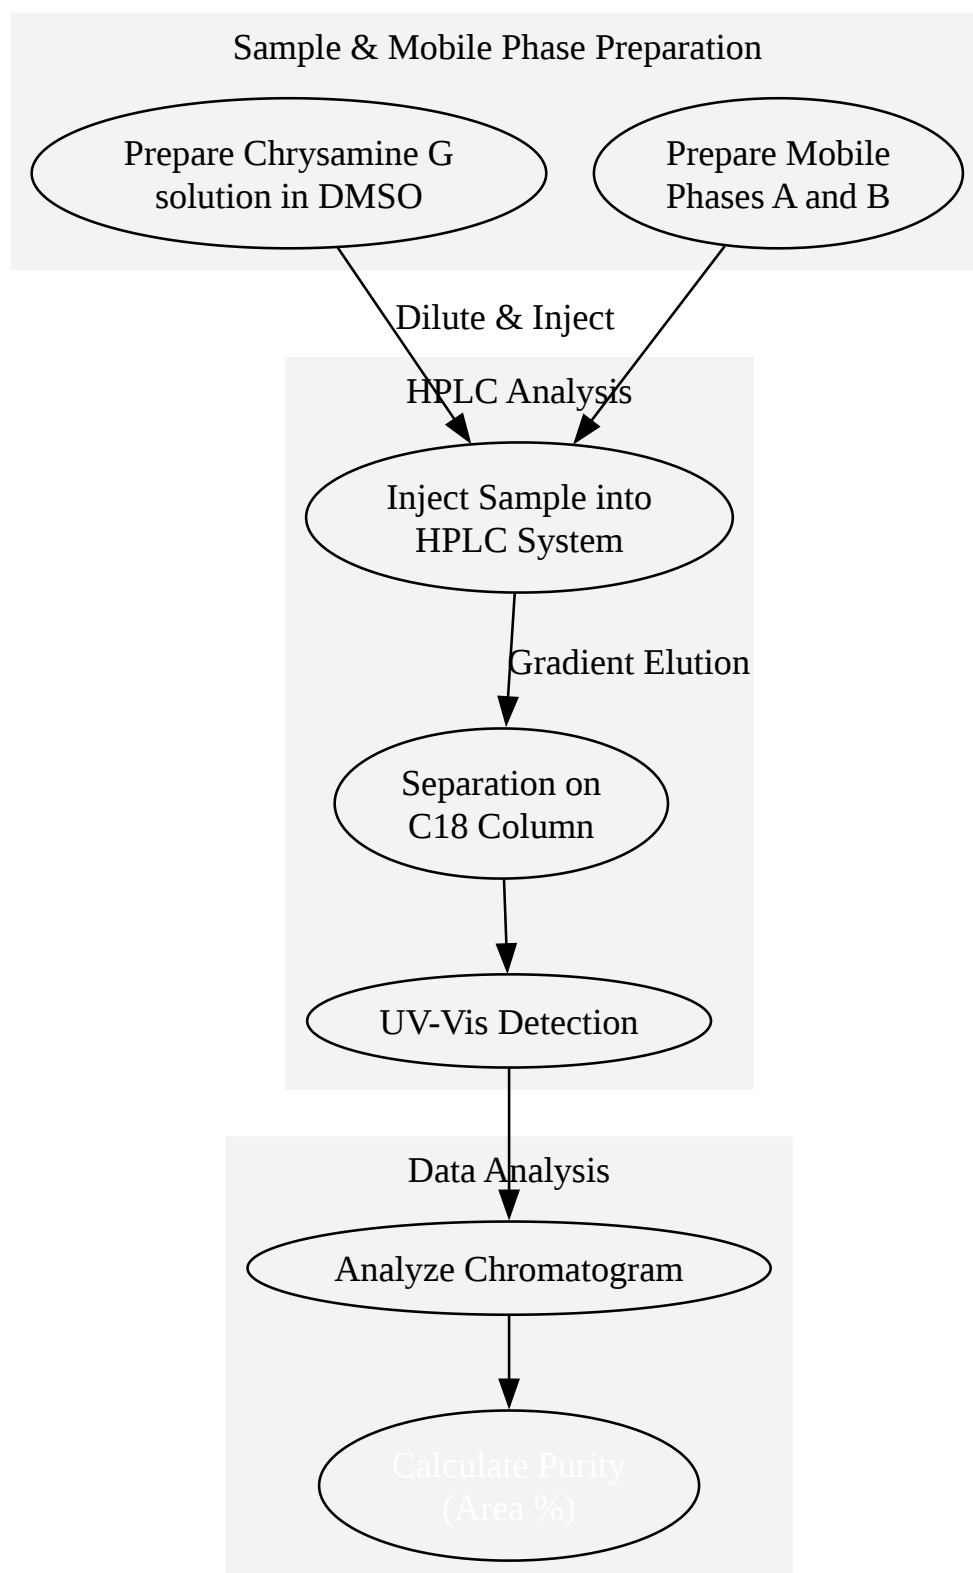 Sample & Mobile Phase Preparation
Prepare Chrysamine G
solution in DMSO
Prepare Mobile
Phases A and B
Dilute & Inject
HPLC Analysis
Inject Sample into
HPLC System
Gradient Elution
Separation on
C18 Column
UV-Vis Detection
Data Analysis
Analyze Chromatogram
Calculate Purity
(Area %)